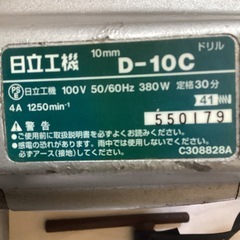 日立工機 10mm D-10C ドリル
PSE 日立工機 100V 50/60Hz 380W 定格30分
4A 1250min⁻¹ 41
550179
⚠警告
・ご使用前に取扱説明書を必ずよくお読みください。
・感電の恐れがあります。雨中では使用しないでください。
必ずアース(接地)してください。 C308828A